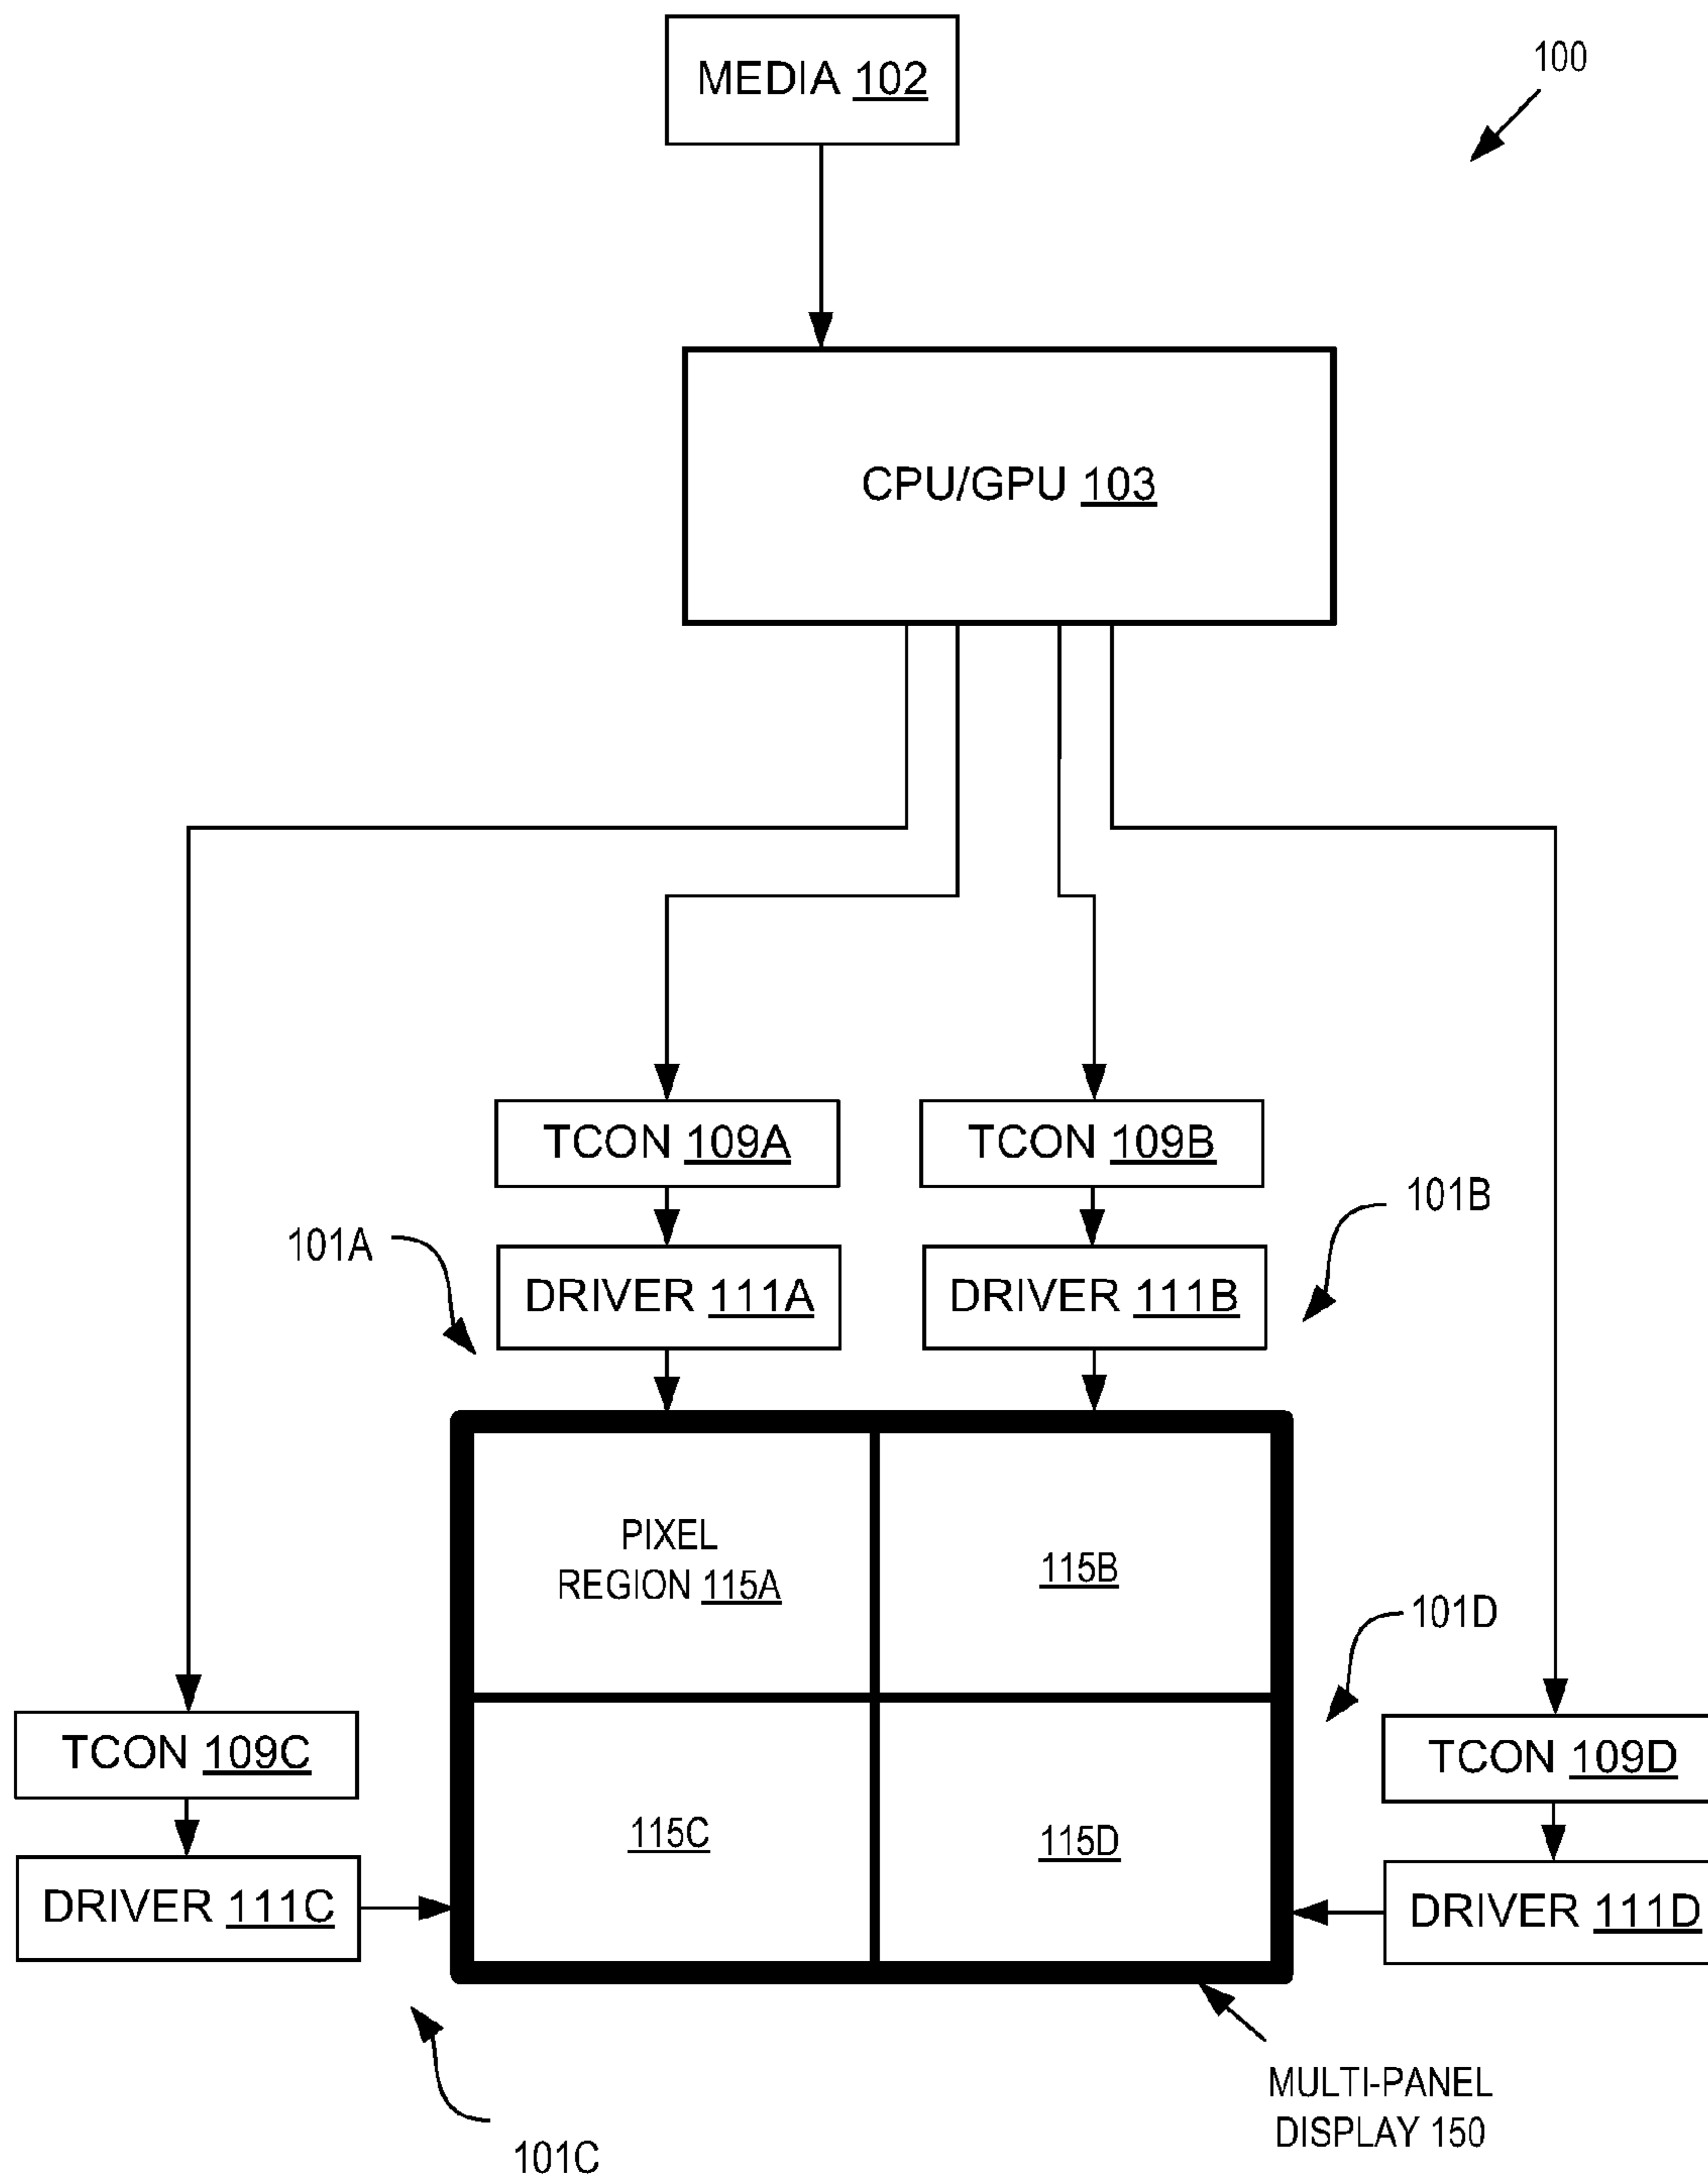 MEDIA 102
100
CPU/GPU 103
TCON 109A
TCON 109B
101A
101B
DRIVER 111A
DRIVER 111B
PIXEL
REGION 115A
115B
101D
TCON 109C
TCON 109D
115C
115D
DRIVER 111C
DRIVER 111D
MULTI-PANEL
DISPLAY 150
101C